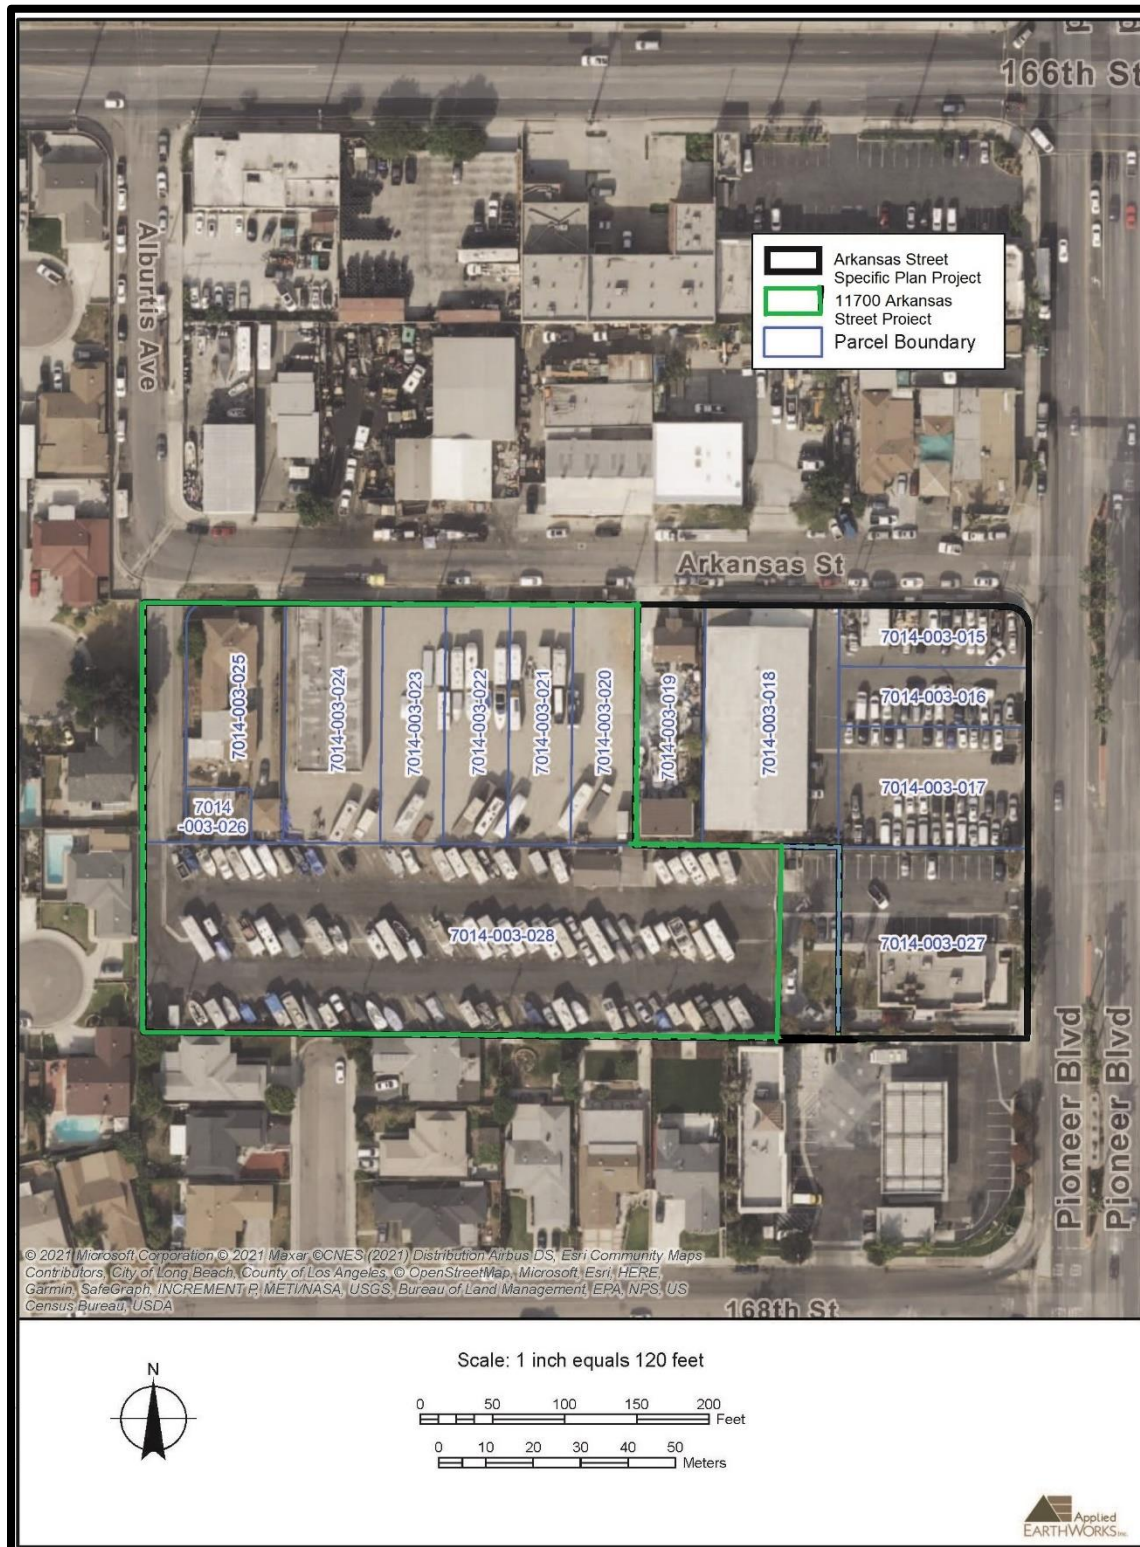 166th St
Alburtis Ave
Arkansas Street
Specific Plan Project
11700 Arkansas
Street Project
Parcel Boundary
Arkansas St
7014-003-025
7014
-003-026
7014-003-024
7014-003-023
7014-003-022
7014-003-021
7014-003-020
7014-003-019
7014-003-018
7014-003-015
7014-003-016
7014-003-017
7014-003-028
7014-003-027
Pioneer Blvd
Pioneer Blvd
© 2021 Microsoft Corporation © 2021 Maxar ©CNES (2021) Distribution Airbus DS, Esri Community Maps
Contributors, City of Long Beach, County of Los Angeles, © OpenStreetMap, Microsoft, Esri, HERE,
Garmin, SafeGraph, INCREMENT P, METI/NASA, USGS, Bureau of Land Management, EPA, NPS, US
Census Bureau, USDA
168th St
Scale: 1 inch equals 120 feet
N
0 50 100 150 200
Feet
0 10 20 30 40 50
Meters
Applied
EARTHWORKS Inc.